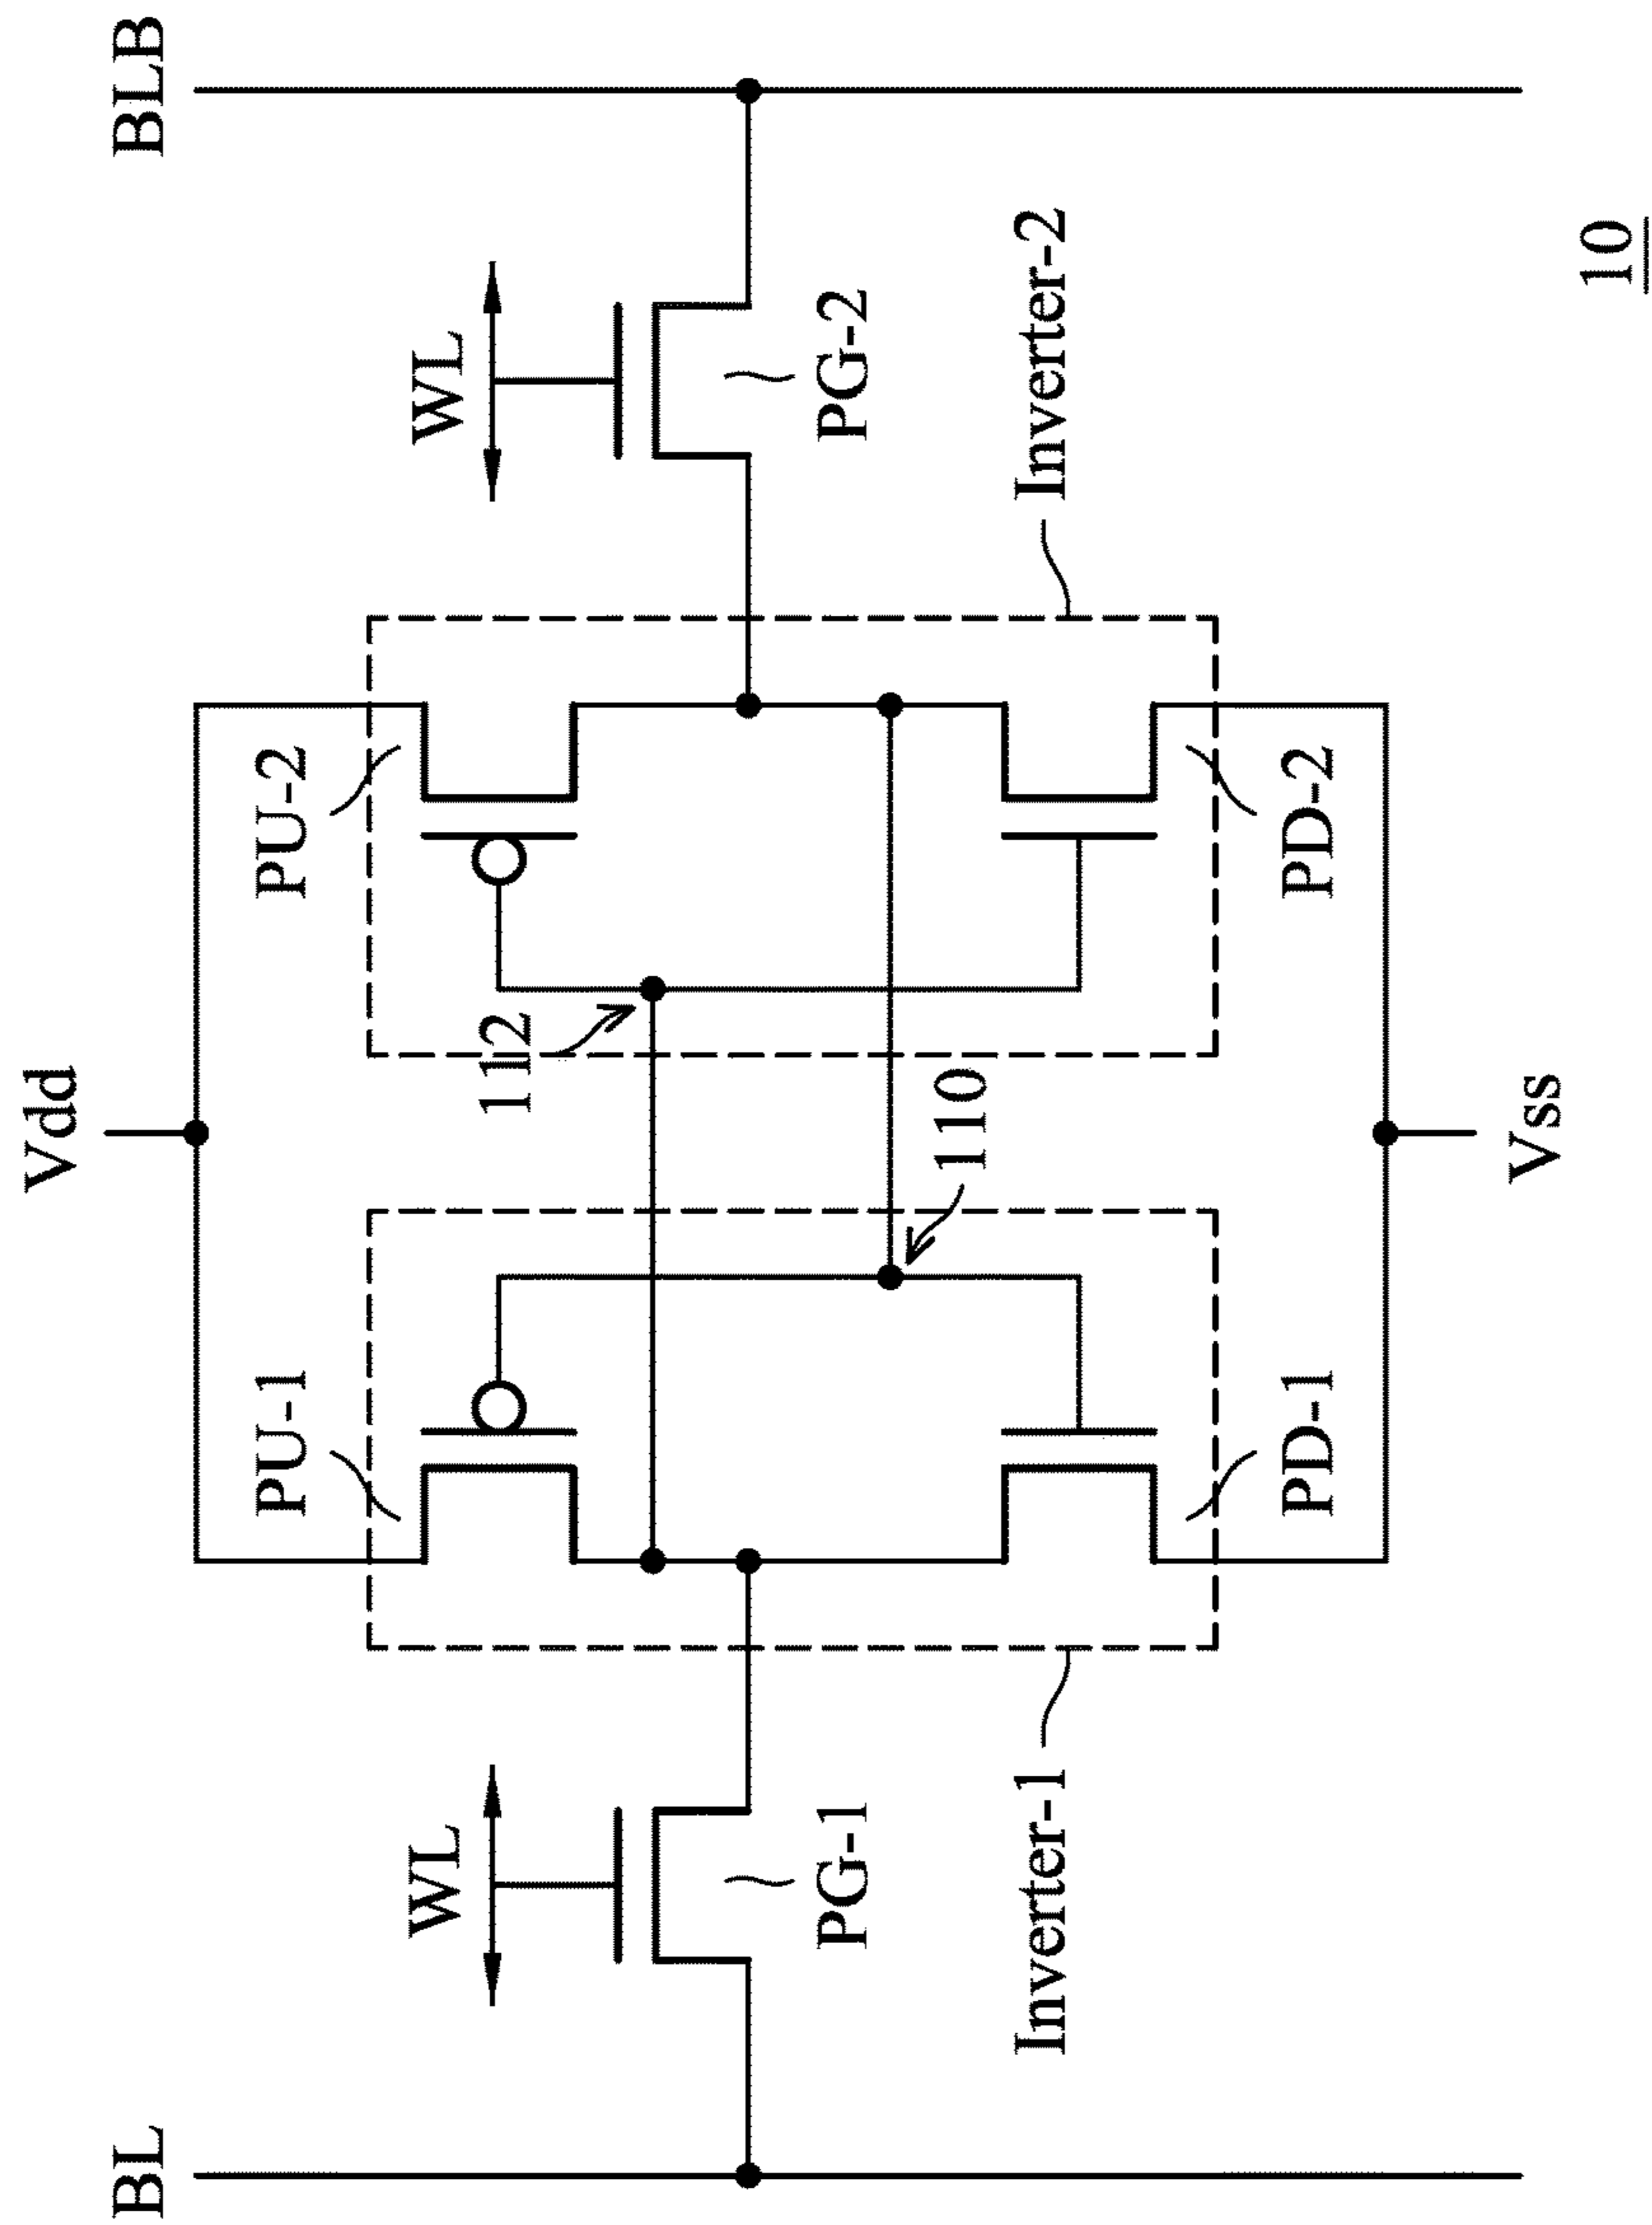 Vdd
BL
BLB
PU-1
PU-2
WL
WL
112
PG-1
PG-2
110
Inverter-1
Inverter-2
PD-1
PD-2
Vss
10